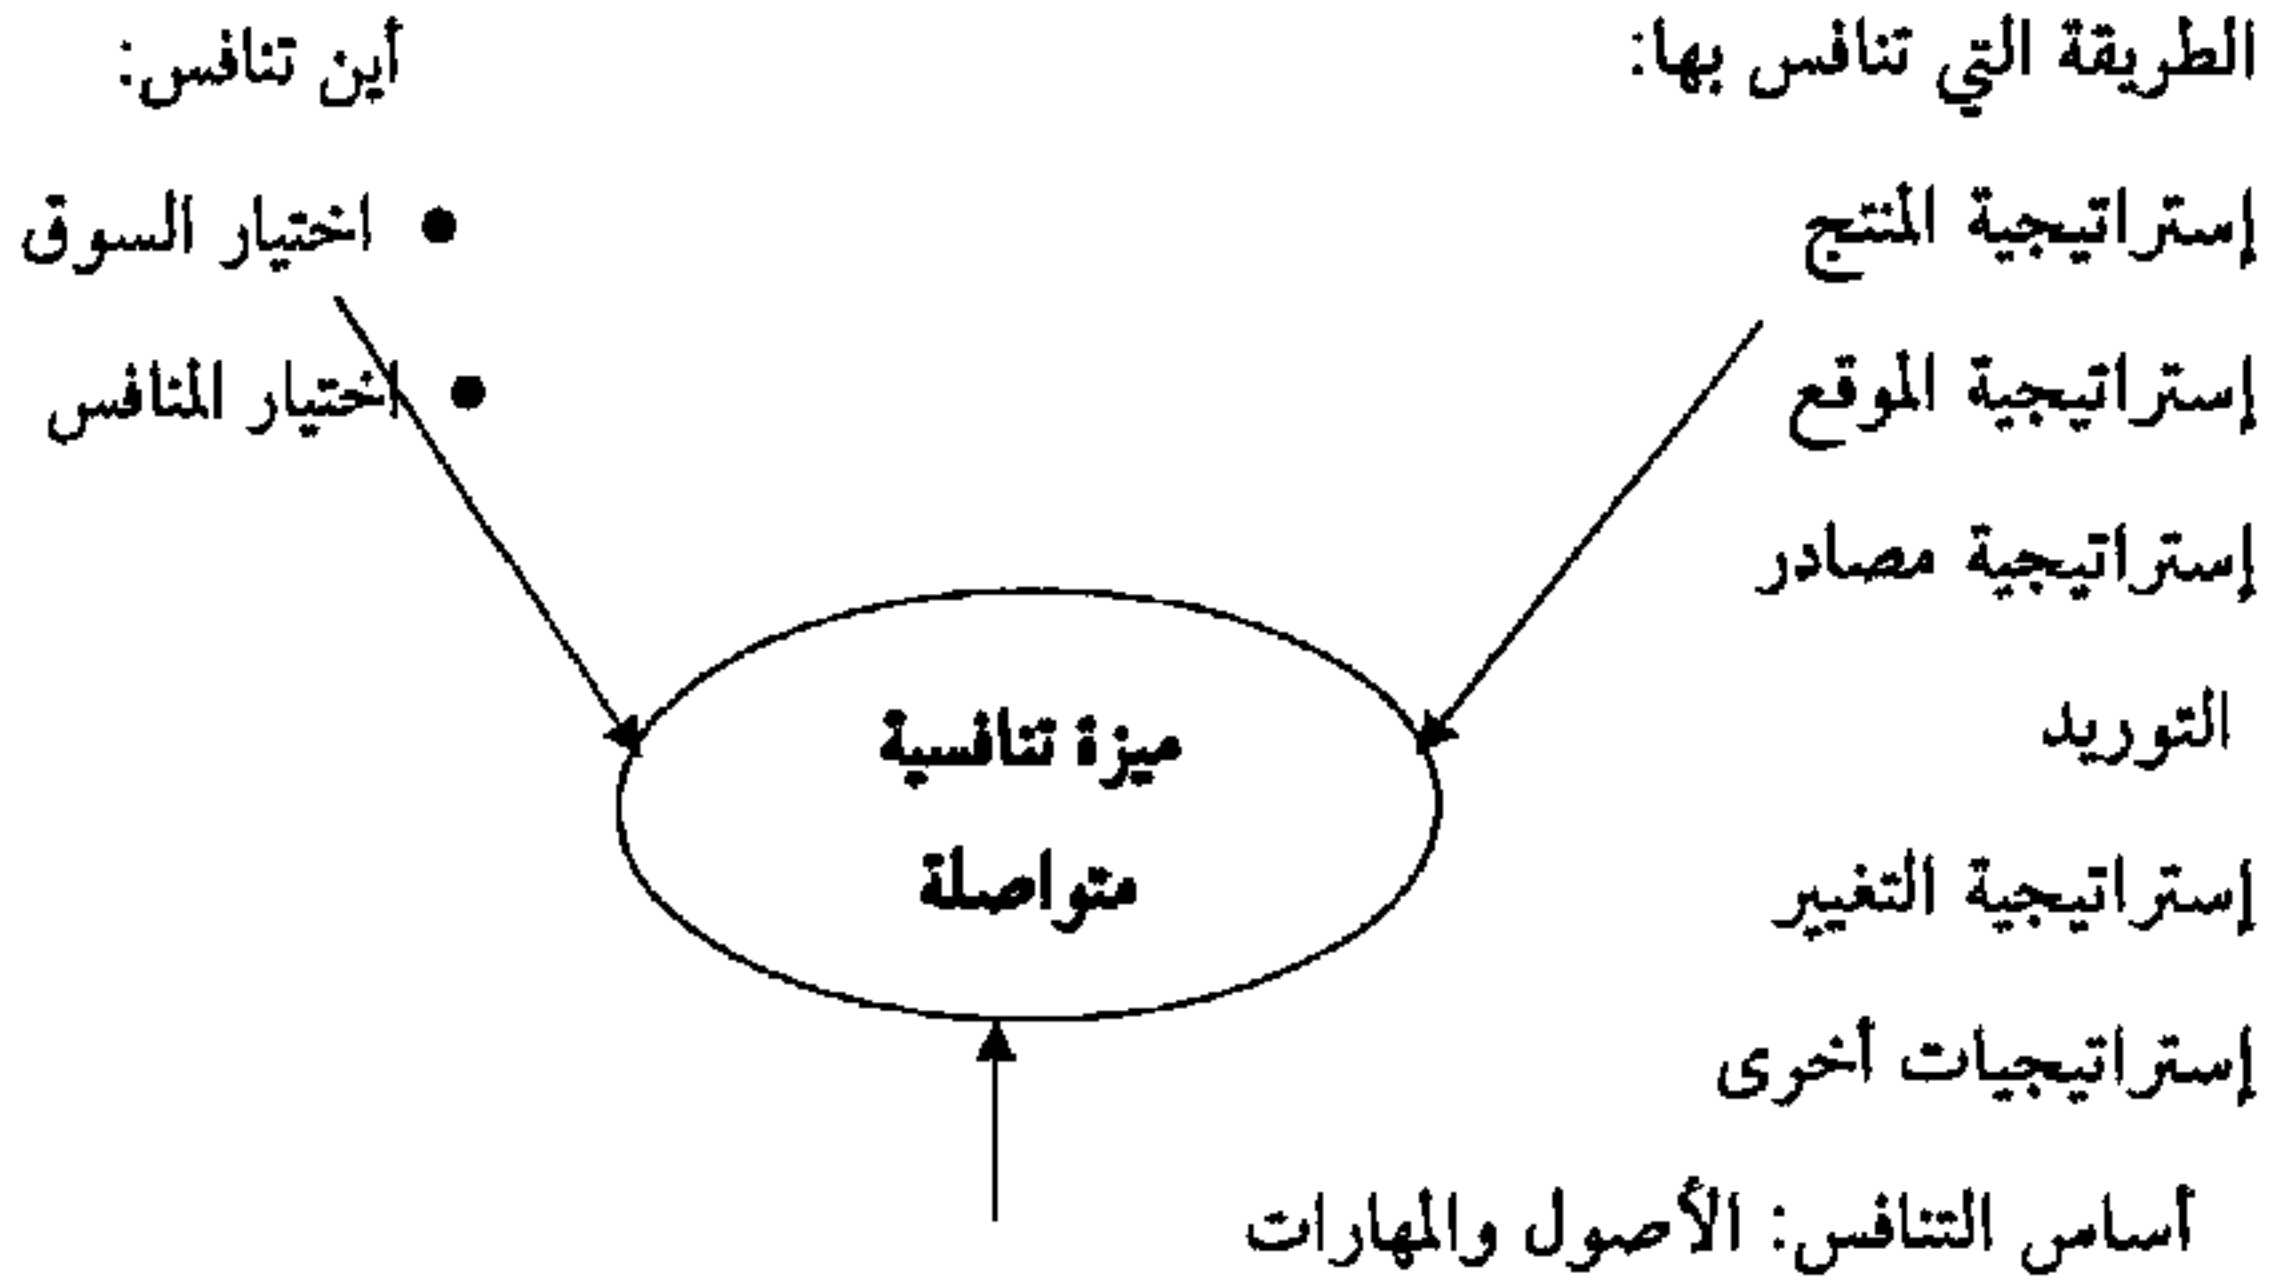 الطريقة التي تنافس بها:
إستراتيجية المنتج
إستراتيجية الموقع
إستراتيجية مصادر
التوريد
إستراتيجية التغيير
إستراتيجيات أخرى
أين تنافس:
• اختيار السوق
• اختيار المنافس
ميزة تنافسية
متواصلة
أساس التنافس: الأصول والمهارات